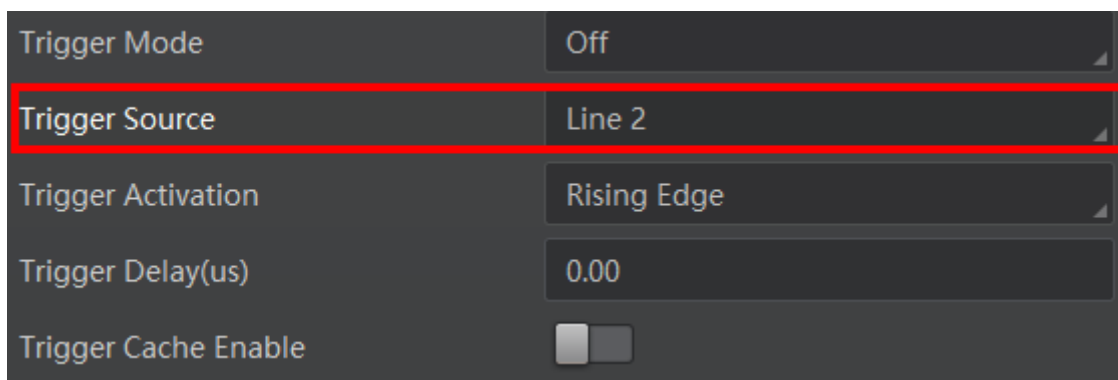 Trigger Mode Off
Trigger Source Line 2
Trigger Activation Rising Edge
Trigger Delay(us) 0.00
Trigger Cache Enable